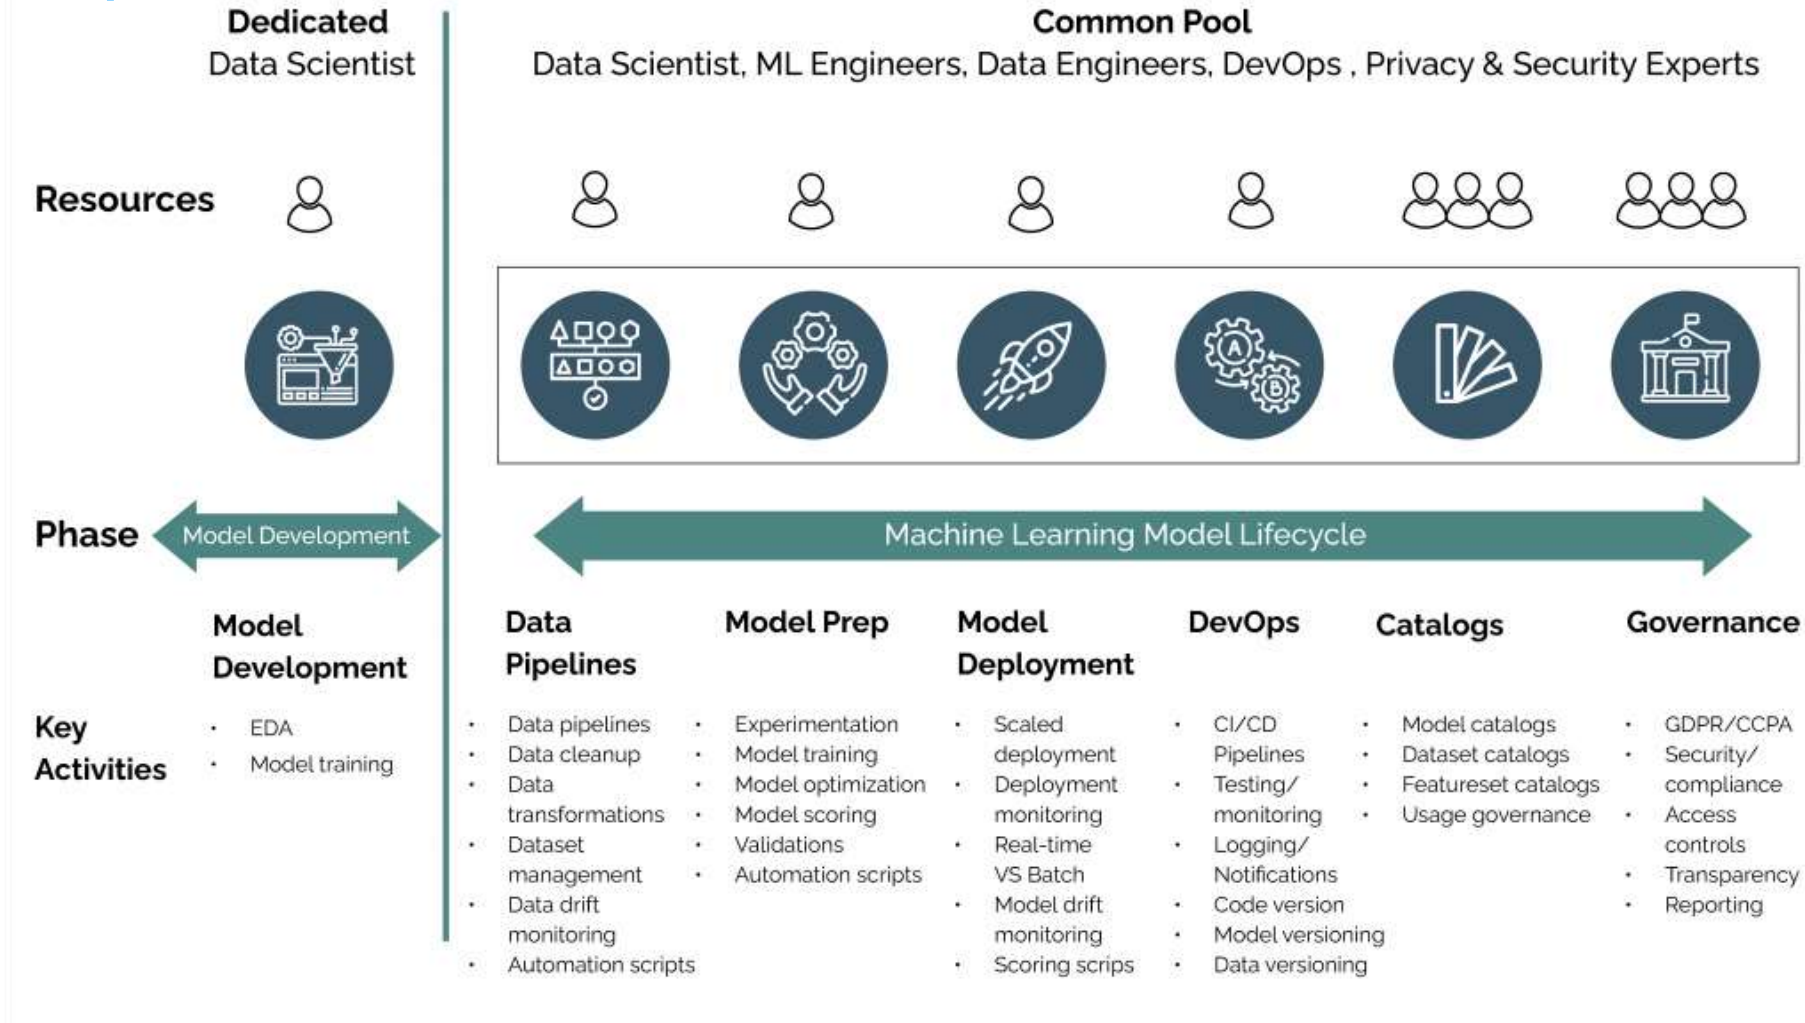 Dedicated
Data Scientist
Common Pool
Data Scientist, ML Engineers, Data Engineers, DevOps , Privacy & Security Experts
Resources
A
B
Phase
Model Development
Machine Learning Model Lifecycle
Key
Activities
Model
Development
EDA
Model training
Data
Pipelines
Data pipelines
Data cleanup
Data
transformations
Dataset
management
Data drift
monitoring
Automation scripts
Model Prep
Experimentation
Model training
Model optimization
Model scoring
Validations
Automation scripts
Model
Deployment
Scaled
deployment
Deployment
monitoring
Real-time
VS Batch
Model drift
monitoring
Scoring scrips
DevOps
CI/CD
Pipelines
Testing/
monitoring
Logging/
Notifications
Code version
Model versioning
Data versioning
Catalogs
Model catalogs
Dataset catalogs
Featureset catalogs
Usage governance
Governance
GDPR/CCPA
Security/
compliance
Access
controls
Transparency
Reporting